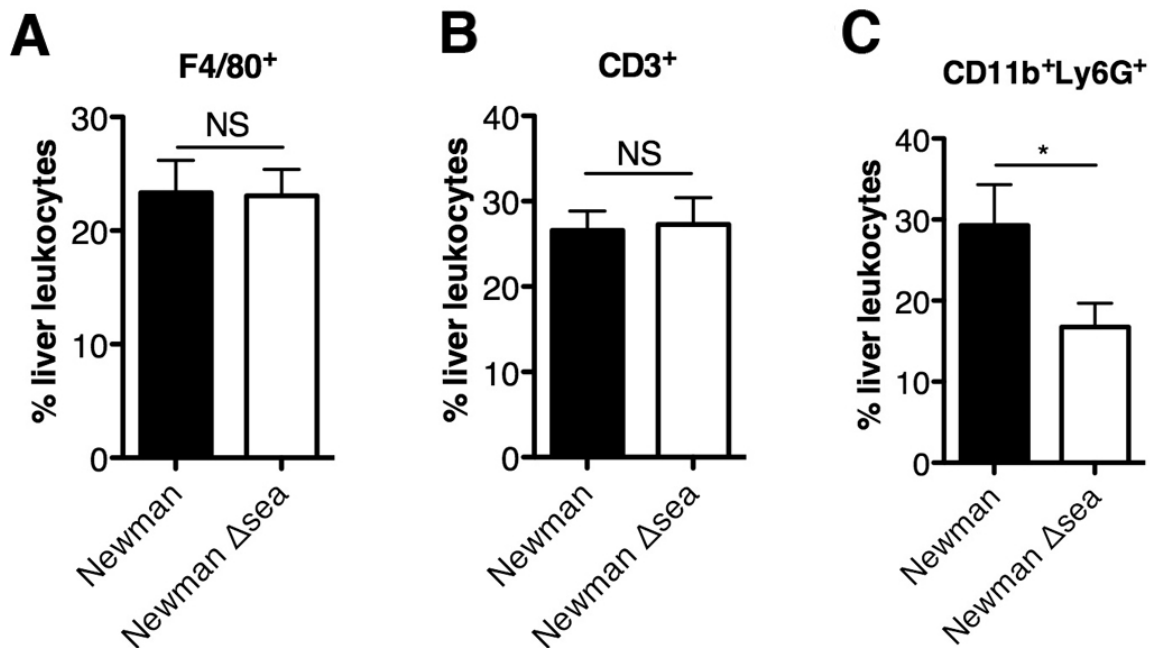 A
F4/80+
NS
% liver leukocytes
30
20
10
0
Newman
Newman Δsea
B
CD3+
NS
% liver leukocytes
40
30
20
10
0
Newman
Newman Δsea
C
CD11b+Ly6G+
*
% liver leukocytes
40
30
20
10
0
Newman
Newman Δsea